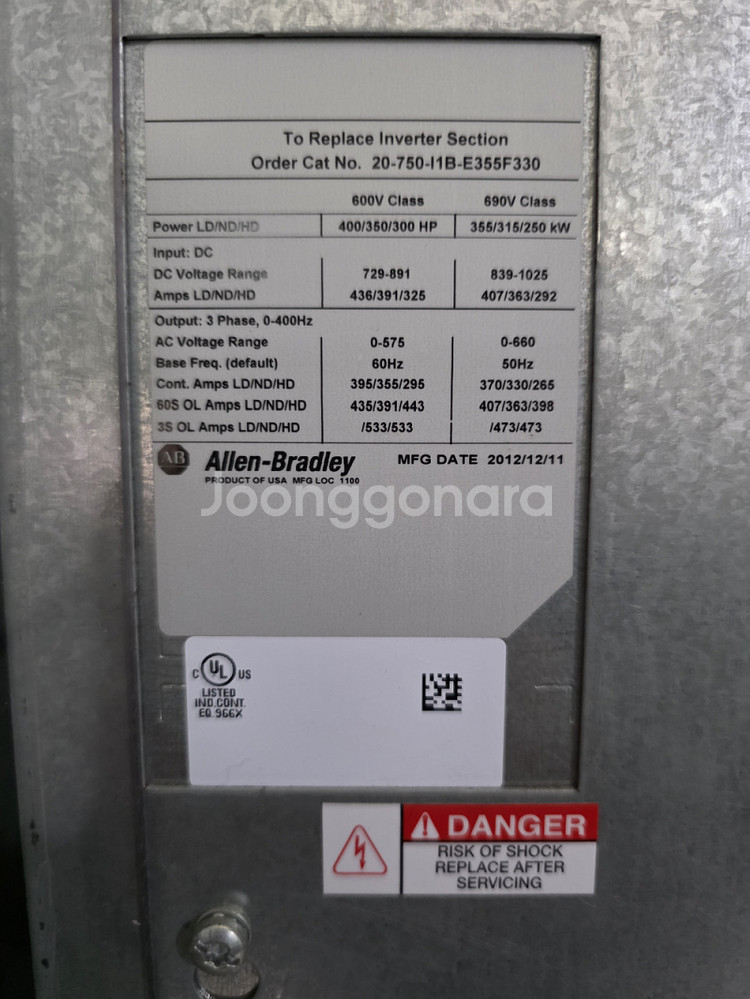 To Replace Inverter Section
Order Cat No. 20-750-I1B-E355F330
600V Class 690V Class
Power LD/ND/HD 400/350/300 HP 355/315/250 kW
Input: DC
DC Voltage Range 729-891 839-1025
Amps LD/ND/HD 436/391/325 407/363/292
Output: 3 Phase, 0-400Hz
AC Voltage Range 0-575 0-660
Base Freq. (default) 60Hz 50Hz
Cont. Amps LD/ND/HD 395/355/295 370/330/265
60S OL Amps LD/ND/HD 435/391/443 407/363/398
3S OL Amps LD/ND/HD /533/533 /473/473
AB Allen-Bradley MFG DATE 2012/12/11
PRODUCT OF USA MFG LOC 1100
Joonggonara
C UL US
LISTED
IND.CONT.
EQ 966X
DANGER
RISK OF SHOCK
REPLACE AFTER
SERVICING